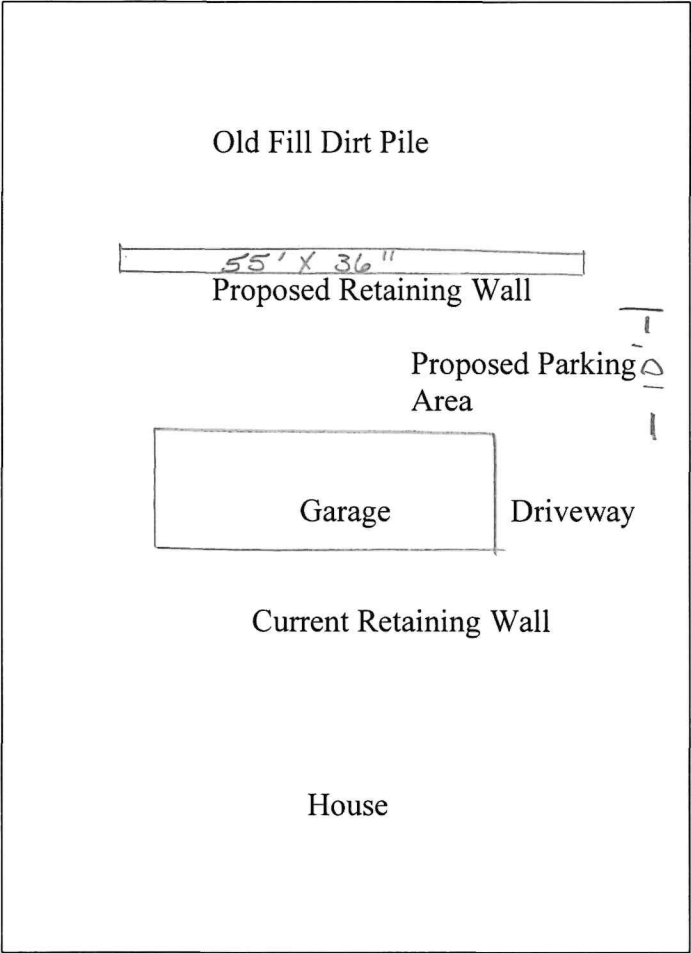 Old Fill Dirt Pile
55' X 36"
Proposed Retaining Wall
Proposed Parking
Area
Garage
Driveway
Current Retaining Wall
House